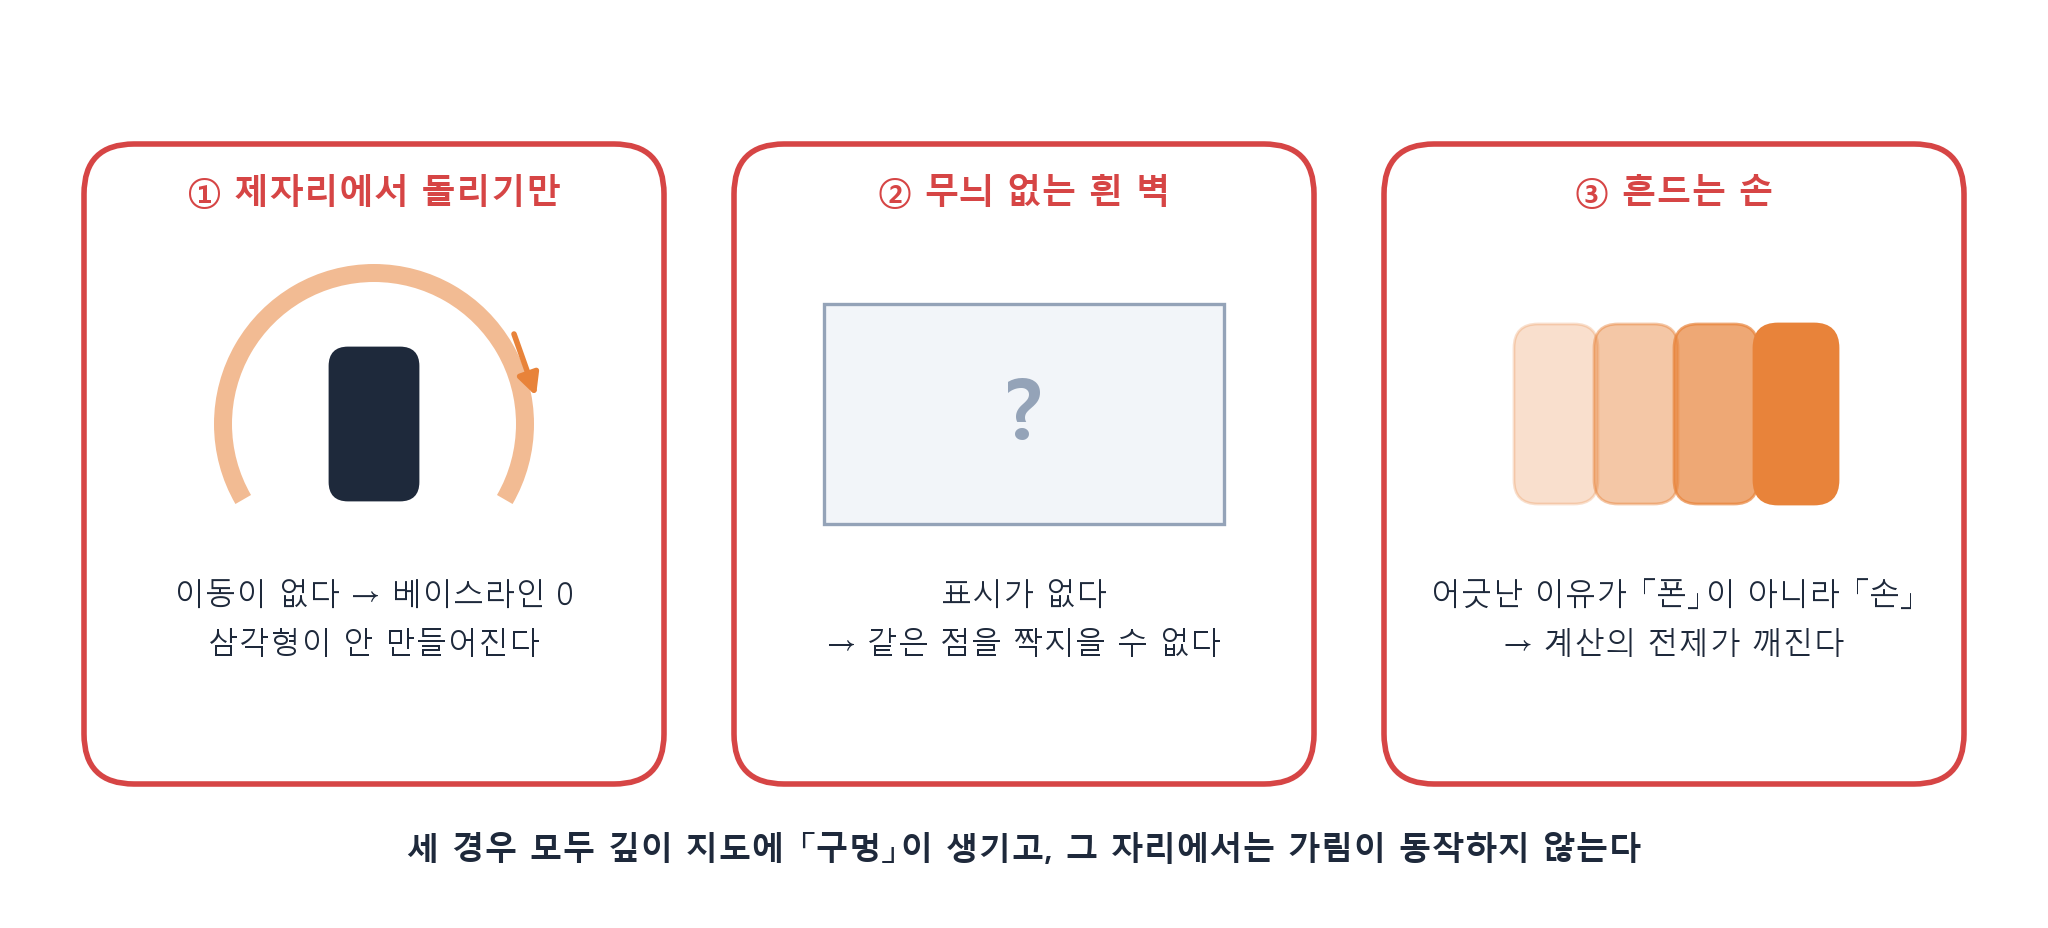 ① 제자리에서 돌리기만
이동이 없다 → 베이스라인 0
삼각형이 안 만들어진다
② 무늬 없는 흰 벽
?
표시가 없다
→ 같은 점을 짝지을 수 없다
③ 흔드는 손
어긋난 이유가 「폰」이 아니라 「손」
→ 계산의 전제가 깨진다
세 경우 모두 깊이 지도에 「구멍」이 생기고, 그 자리에서는 가림이 동작하지 않는다